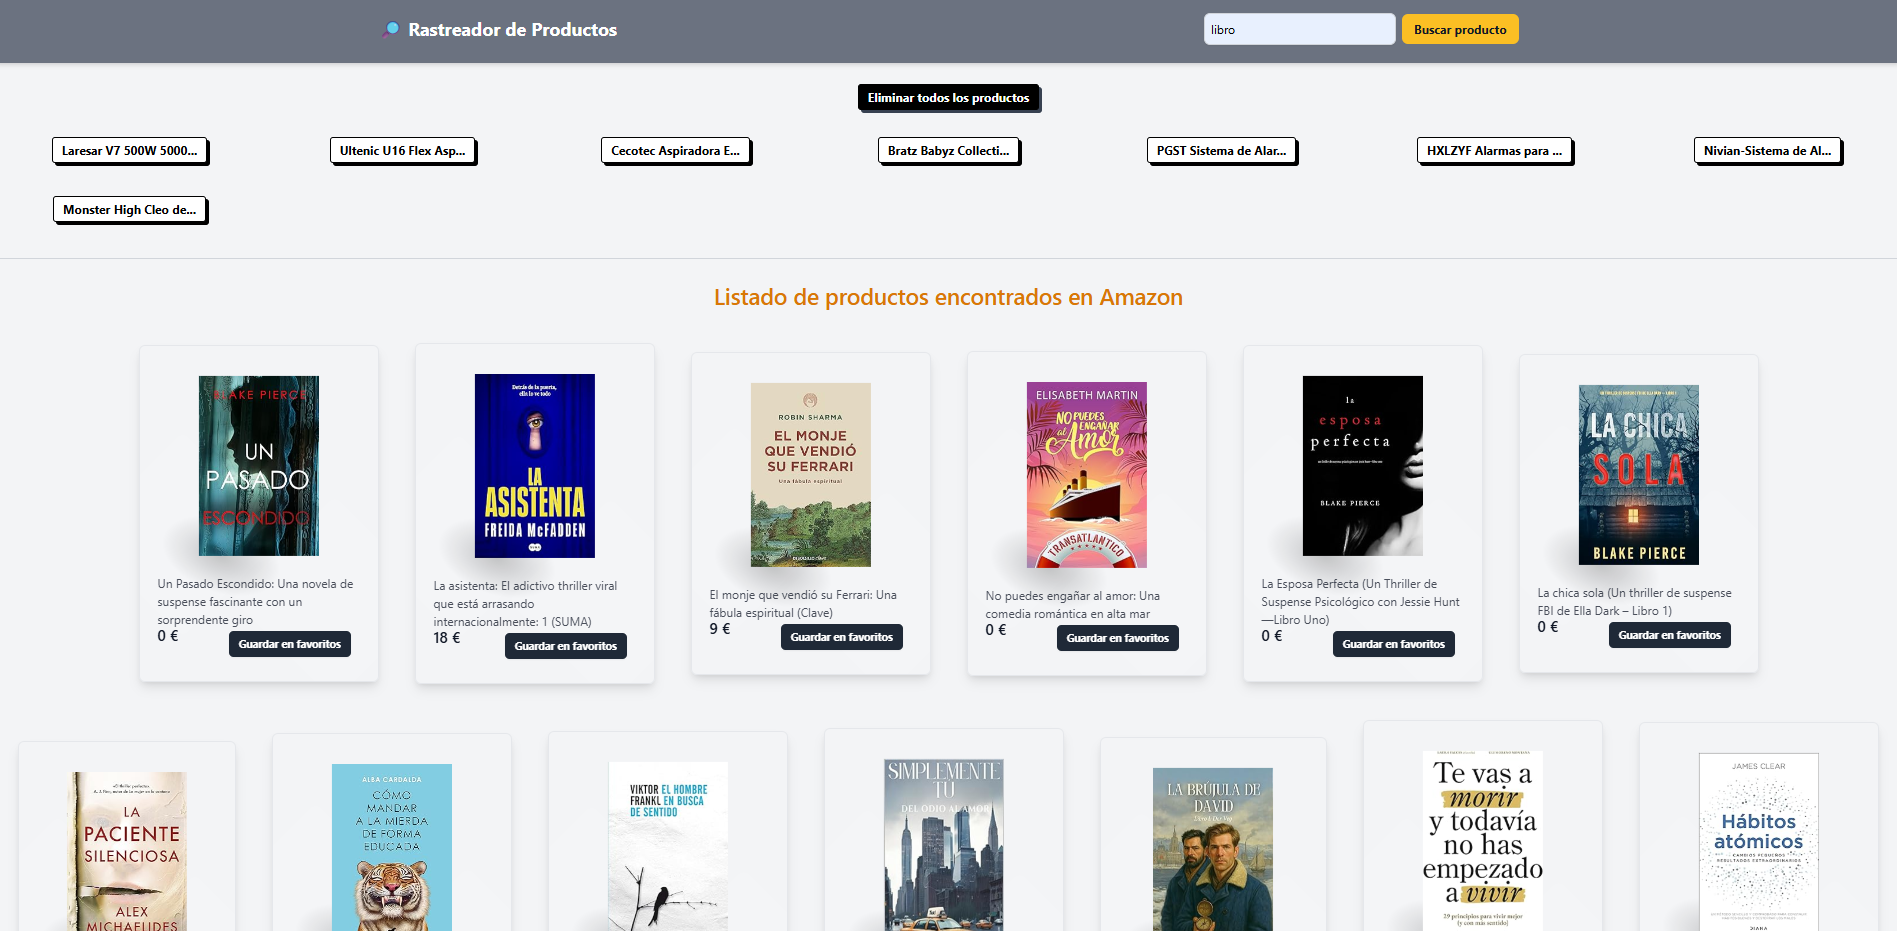 Rastreador de Productos
libro
Buscar producto
Eliminar todos los productos
Laresar V7 500W 5000...
Ultenic U16 Flex Asp...
Cecotec Aspiradora E...
Bratz Babyz Collecti...
PGST Sistema de Alar...
HXLZYF Alarmas para ...
Nivian-Sistema de Al...
Monster High Cleo de...
Listado de productos encontrados en Amazon
BLAKE PIERCE
UN
PASADO
ESCONDIDO
Un Pasado Escondido: Una novela de
suspense fascinante con un
sorprendente giro
0 €
Guardar en favoritos
Detrás de la puerta,
ella lo ve todo
LA
ASISTENTA
FREIDA McFADDEN
La asistenta: El adictivo thriller viral
que está arrasando
internacionalmente: 1 (SUMA)
18 €
Guardar en favoritos
ROBIN SHARMA
EL MONJE
QUE VENDIÓ
SU FERRARI
Una fábula espiritual
El monje que vendió su Ferrari: Una
fábula espiritual (Clave)
9 €
Guardar en favoritos
ELISABETH MARTIN
NO PUEDES
ENGAÑAR
al Amor
TRANSATLANTICO
No puedes engañar al amor: Una
comedia romántica en alta mar
0 €
Guardar en favoritos
la
esposa
perfecta
BLAKE PIERCE
La Esposa Perfecta (Un Thriller de
Suspense Psicológico con Jessie Hunt
—Libro Uno)
0 €
Guardar en favoritos
LA CHICA
SOLA
BLAKE PIERCE
La chica sola (Un thriller de suspense
FBI de Ella Dark – Libro 1)
0 €
Guardar en favoritos
LA
PACIENTE
SILENCIOSA
ALEX
MICHAELIDES
ALBA CARDALDA
CÓMO
MANDAR
A LA MIERDA
DE FORMA
EDUCADA
VIKTOR EL HOMBRE
FRANKL EN BUSCA
DE SENTIDO
SIMPLEMENTE
TÚ
DEL ODIO AL AMOR
LA BRÚJULA DE
DAVID
Te vas a
morir
y todavía
no has
empezado
a vivir
29 principios para vivir mejor
(y con más sentido)
JAMES CLEAR
Hábitos
atómicos
CAMBIOS PEQUEÑOS
RESULTADOS EXTRAORDINARIOS
DIANA